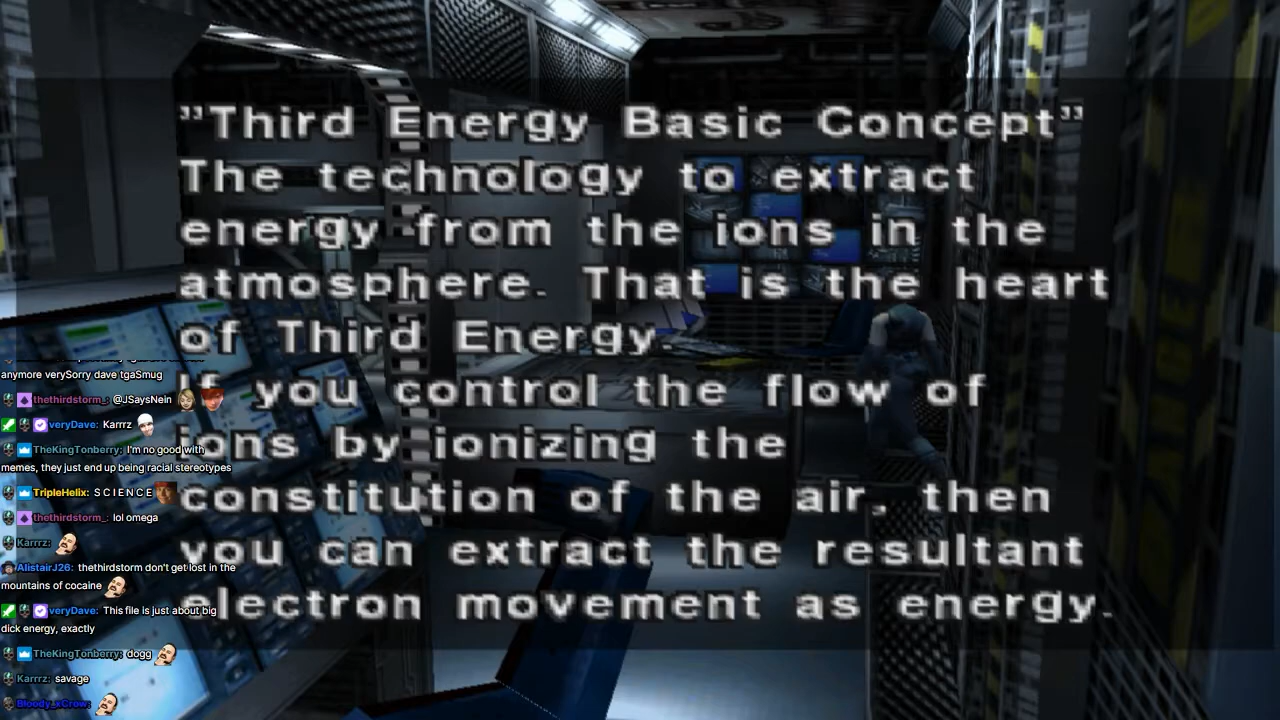 "Third Energy Basic Concept"
The technology to extract
energy from the ions in the
atmosphere. That is the heart
of Third Energy.
If you control the flow of
ions by ionizing the
constitution of the air, then
you can extract the resultant
electron movement as energy.
anymore verySorry dave tgaSmug
thethirdstorm_: @JSaysNein
veryDave: Karrrz
TheKingTonberry: I'm no good with
memes, they just end up being racial stereotypes
TripleHelix: S C I E N C E
thethirdstorm_: lol omega
Karrrz:
AlistairJ26: thethirdstorm don't get lost in the
mountains of cocaine
veryDave: This file is just about big
dick energy, exactly
TheKingTonberry: dogg
Karrrz: savage
Bloody_xCrow: